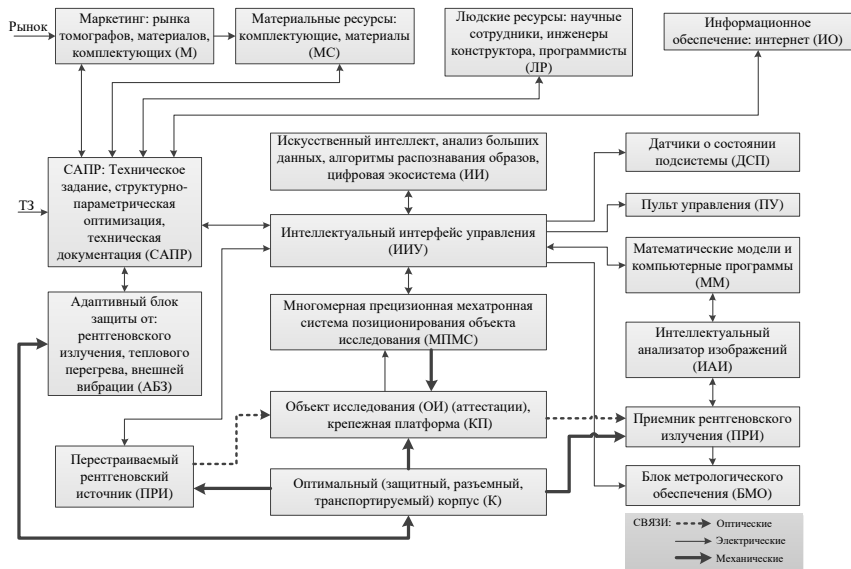 Рынок
Маркетинг: рынка
томографов, материалов,
комплектующих (М)
Материальные ресурсы:
комплектующие, материалы
(МС)
Людские ресурсы: научные
сотрудники, инженеры
конструктора, программисты
(ЛР)
Информационное
обеспечение: интернет (ИО)
ТЗ
САПР: Техническое
задание, структурно-
параметрическая
оптимизация,
техническая
документация (САПР)
Искусственный интеллект, анализ больших
данных, алгоритмы распознавания образов,
цифровая экосистема (ИИ)
Датчики о состоянии
подсистемы (ДСП)
Пульт управления (ПУ)
Интеллектуальный интерфейс управления
(ИИУ)
Математические модели и
компьютерные программы
(ММ)
Адаптивный блок
защиты от:
рентгеновского
излучения, теплового
перегрева, внешней
вибрации (АБЗ)
Многомерная прецизионная мехатронная
система позиционирования объекта
исследования (МПМС)
Интеллектуальный
анализатор изображений
(ИАИ)
Объект исследования (ОИ) (аттестации),
крепежная платформа (КП)
Приемник рентгеновского
излучения (ПРИ)
Перестраиваемый
рентгеновский
источник (ПРИ)
Оптимальный (защитный, разъемный,
транспортируемый) корпус (К)
Блок метрологического
обеспечения (БМО)
СВЯЗИ:
Оптические
Электрические
Механические